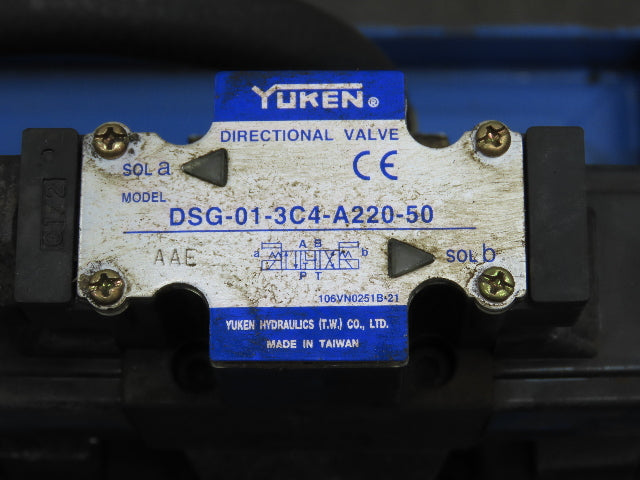 YUKEN®
DIRECTIONAL VALVE
SOL a
CE
MODEL
DSG-01-3C4-A220-50
AAE
A B
a b
P T
SOL b
106VN0251B-21
YUKEN HYDRAULICS (T.W.) CO., LTD.
MADE IN TAIWAN